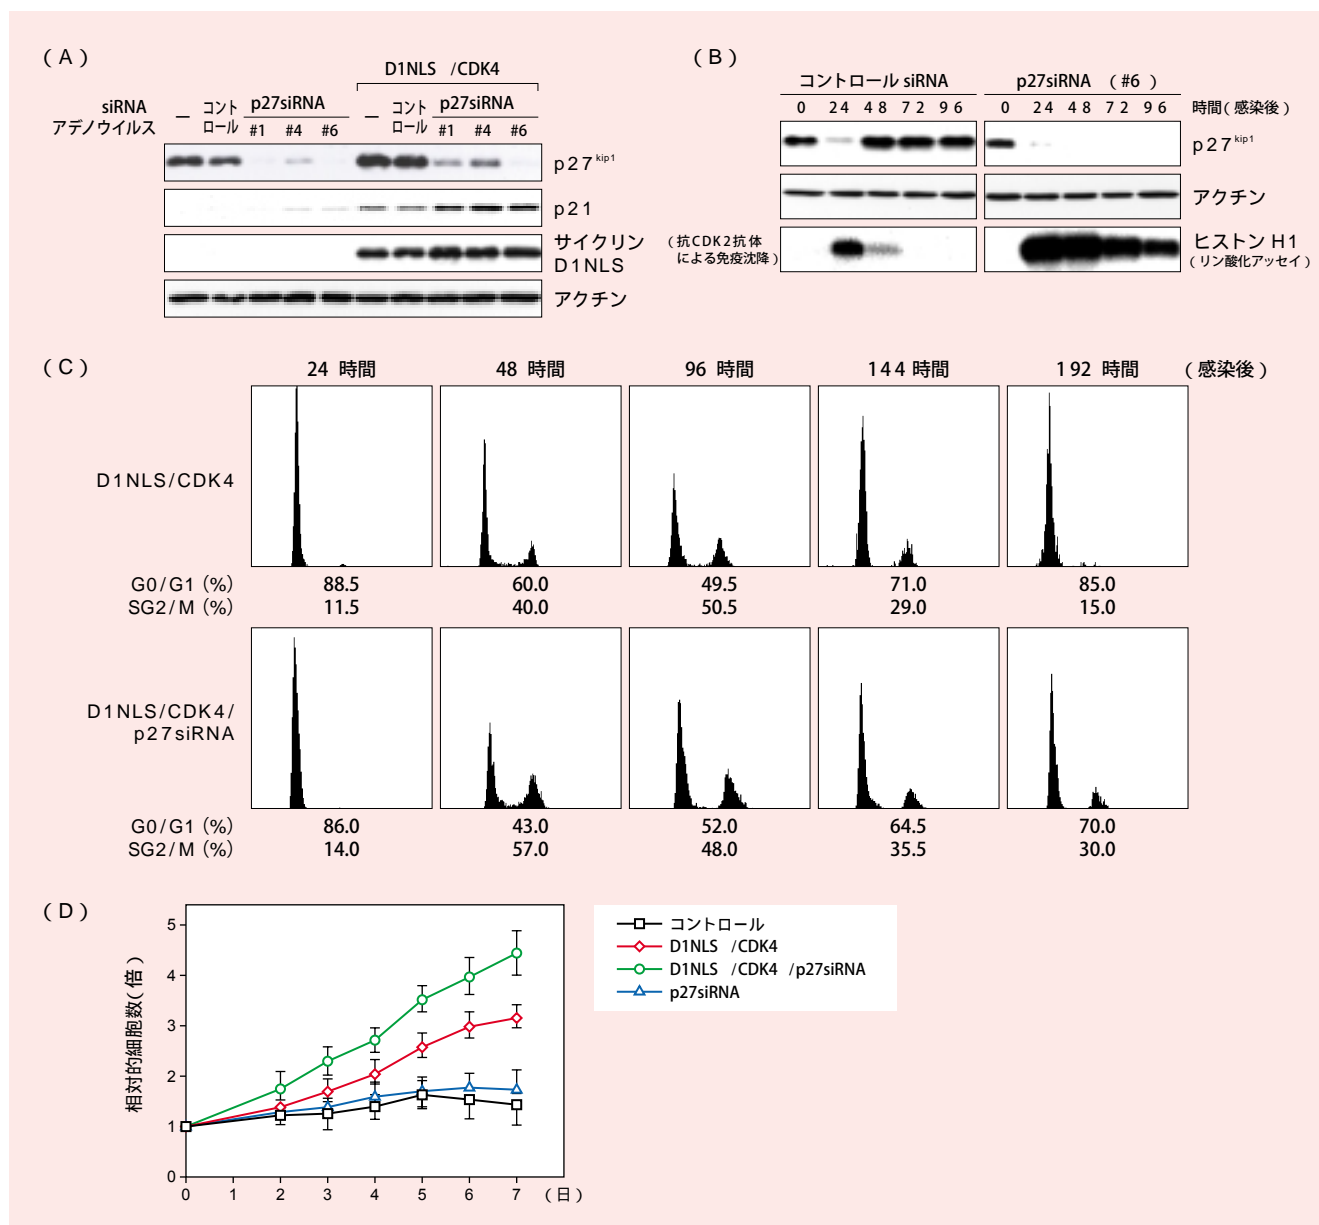 (A)
D1NLS /CDK4
siRNA
アデノウイルス
－ コントロール p27siRNA － コントロール p27siRNA
#1 #4 #6 #1 #4 #6
p27kip1
p21
サイクリン
D1NLS
アクチン
(B)
コントロール siRNA p27siRNA (#6)
0 24 48 72 96 0 24 48 72 96 時間(感染後)
p27kip1
アクチン
(抗CDK2抗体
による免疫沈降)
ヒストン H1
(リン酸化アッセイ)
(C)
24 時間 48 時間 96 時間 144時間 192 時間 (感染後)
D1NLS/CDK4
G0/G1 (%) 88.5 60.0 49.5 71.0 85.0
SG2/M (%) 11.5 40.0 50.5 29.0 15.0
D1NLS/CDK4/
p27siRNA
G0/G1 (%) 86.0 43.0 52.0 64.5 70.0
SG2/M (%) 14.0 57.0 48.0 35.5 30.0
(D)
相対的細胞数(倍)
5
4
3
2
1
0
0 1 2 3 4 5 6 7 (日)
コントロール
D1NLS /CDK4
D1NLS /CDK4 /p27siRNA
p27siRNA